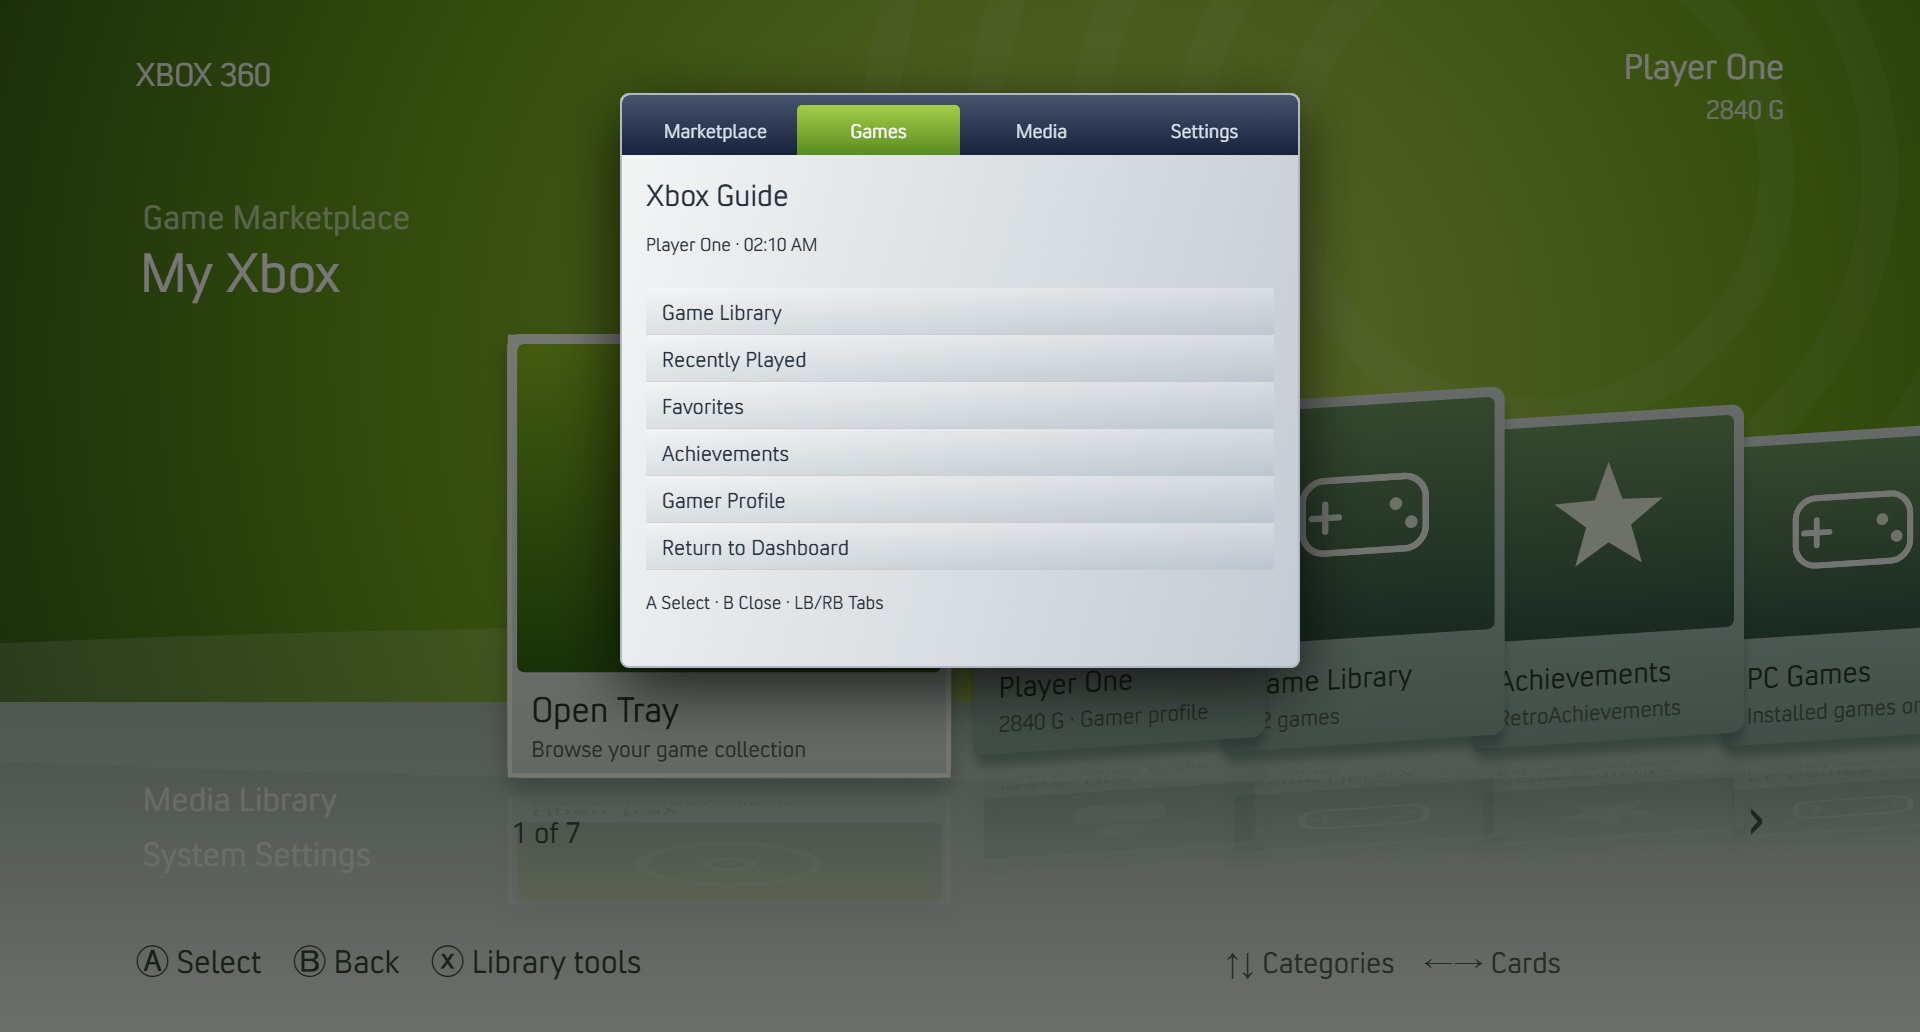 XBOX 360
Player One
2840 G
Game Marketplace
My Xbox
Marketplace
Games
Media
Settings
Xbox Guide
Player One · 02:10 AM
Game Library
Recently Played
Favorites
Achievements
Gamer Profile
Return to Dashboard
A Select · B Close · LB/RB Tabs
Open Tray
Browse your game collection
Player One
2840 G · Gamer profile
ame Library
games
Achievements
RetroAchievements
PC Games
Installed games
Media Library
System Settings
1 of 7
A Select
B Back
X Library tools
↑↓ Categories
←→ Cards